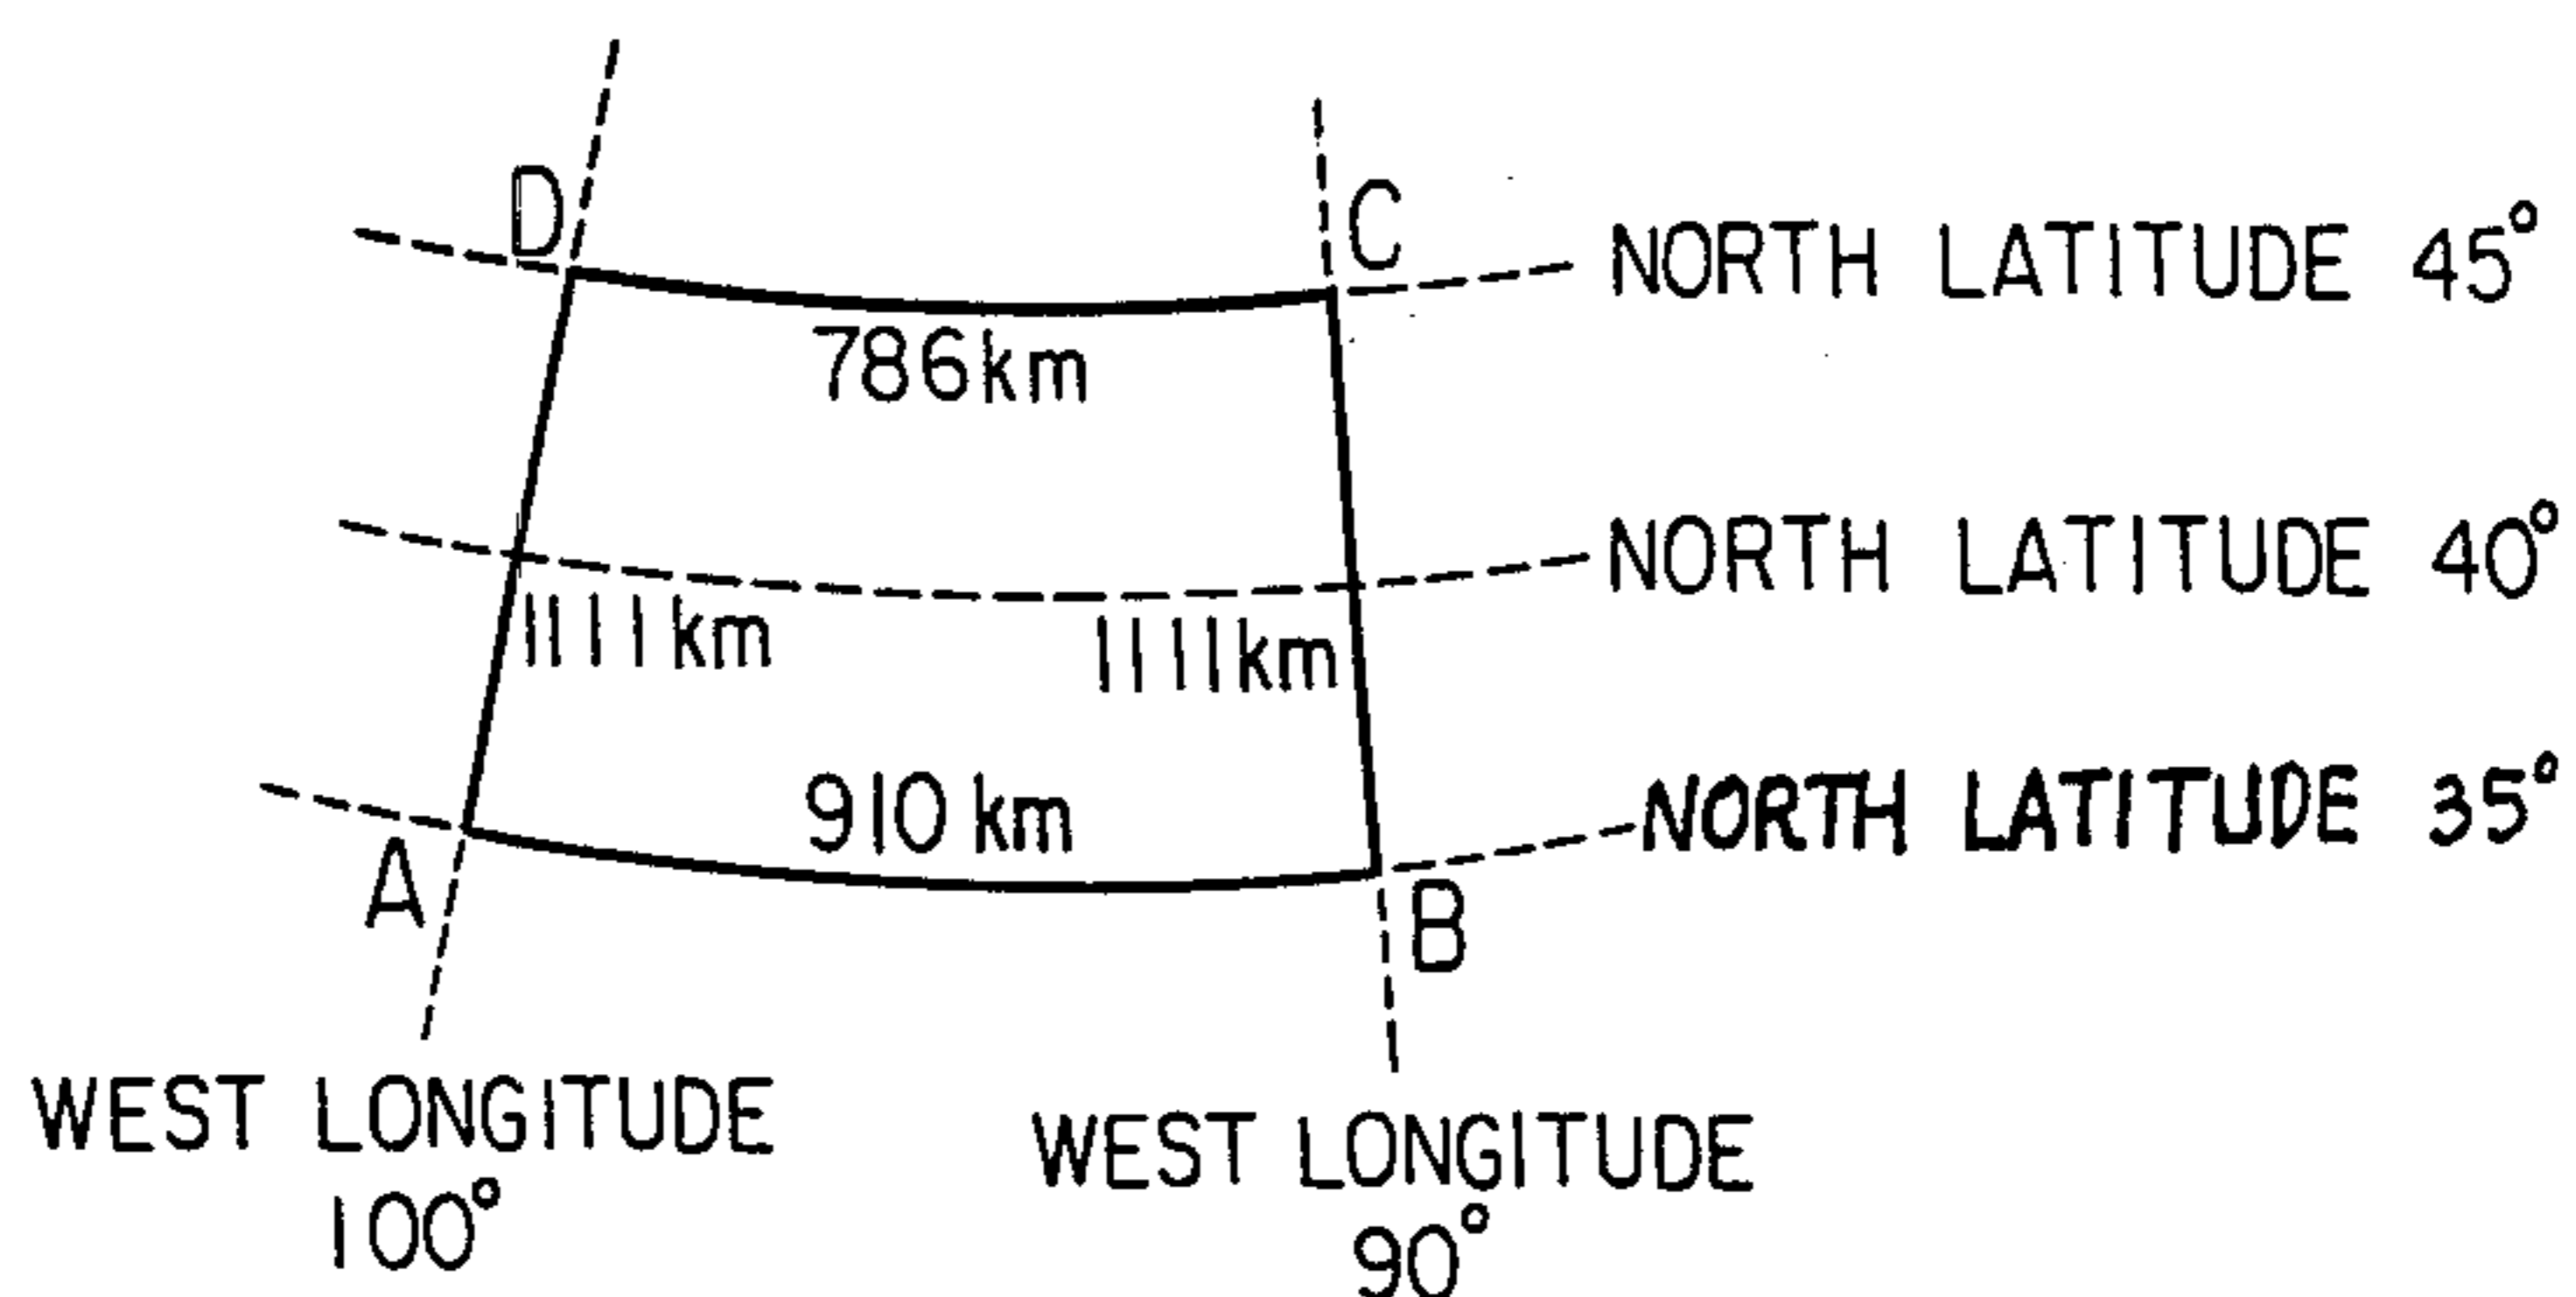 D
C
NORTH LATITUDE 45°
786km
NORTH LATITUDE 40°
1111km
1111km
910 km
NORTH LATITUDE 35°
A
B
WEST LONGITUDE
100°
WEST LONGITUDE
90°